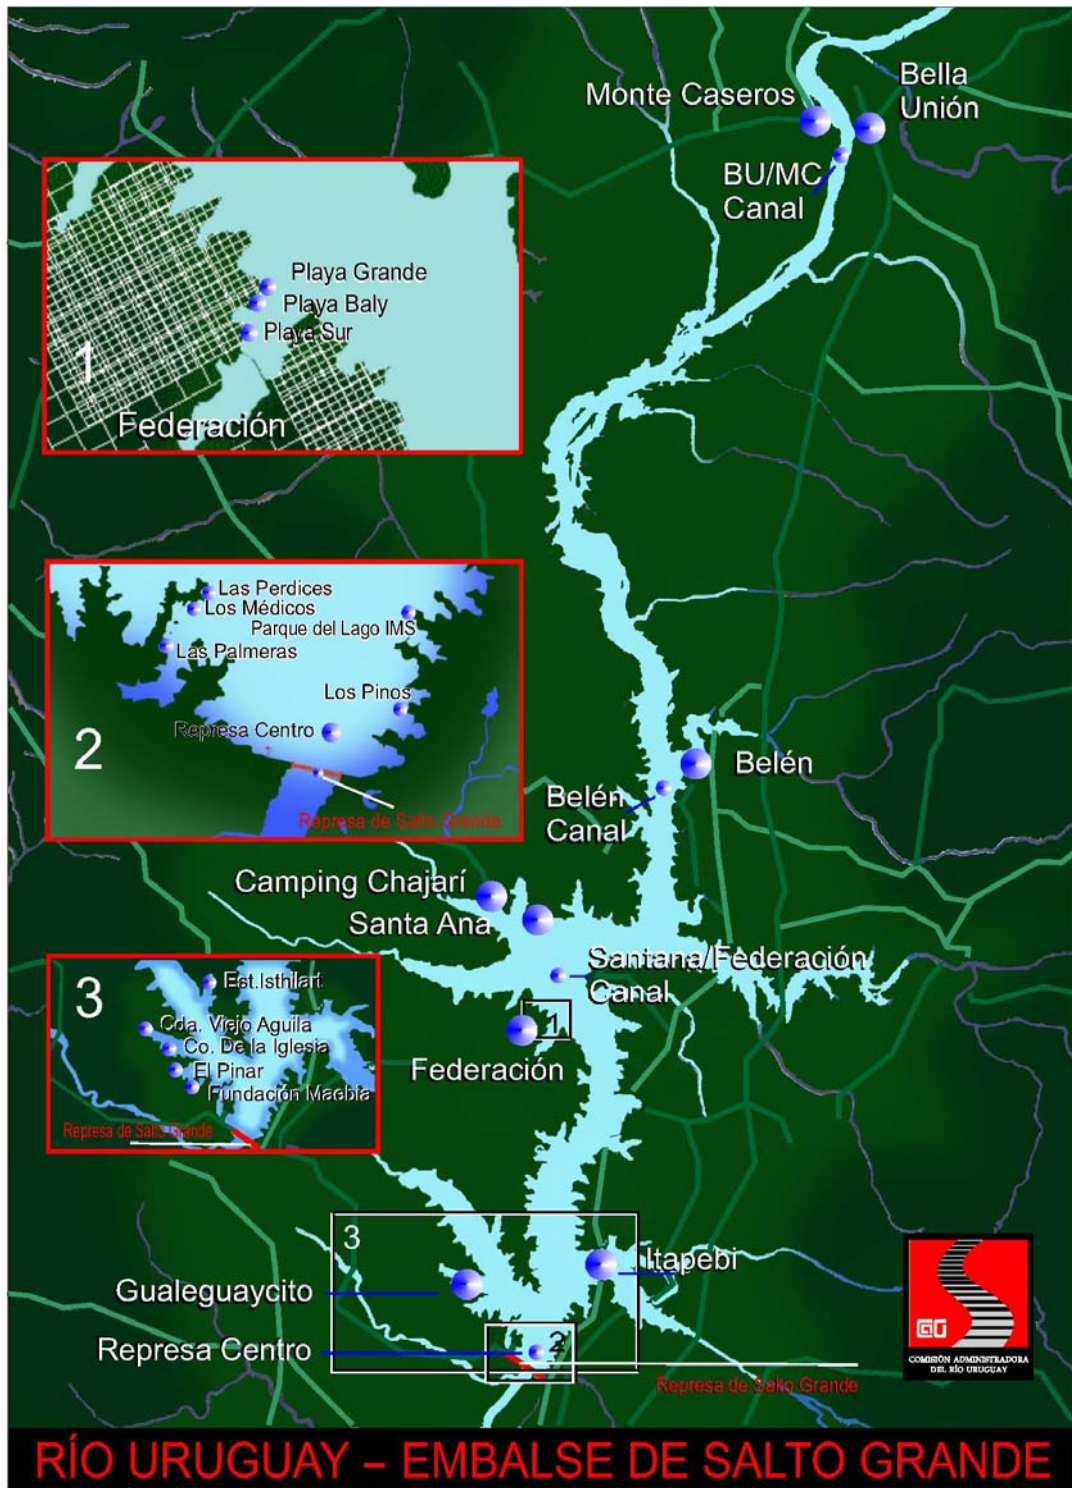 Monte Caseros
Bella
Unión
BU/MC
Canal
Playa Grande
Playa Baly
Playa Sur
1
Federación
Las Perdices
Los Médicos
Parque del Lago IMS
Las Palmeras
Los Pinos
Represa Centro
2
Represa de Salto Grande
Belén
Belén
Canal
Camping Chajarí
Santa Ana
Santana/Federación
Canal
1
Federación
3
Est.Isthilart
Cda. Viejo Aguila
Co. De la Iglesia
El Pinar
Fundación Maebia
Represa de Salto Grande
3
Itapebi
Gualeguaycito
Represa Centro
2
Represa de Salto Grande
COMISIÓN ADMINISTRADORA
DEL RÍO URUGUAY
RÍO URUGUAY – EMBALSE DE SALTO GRANDE